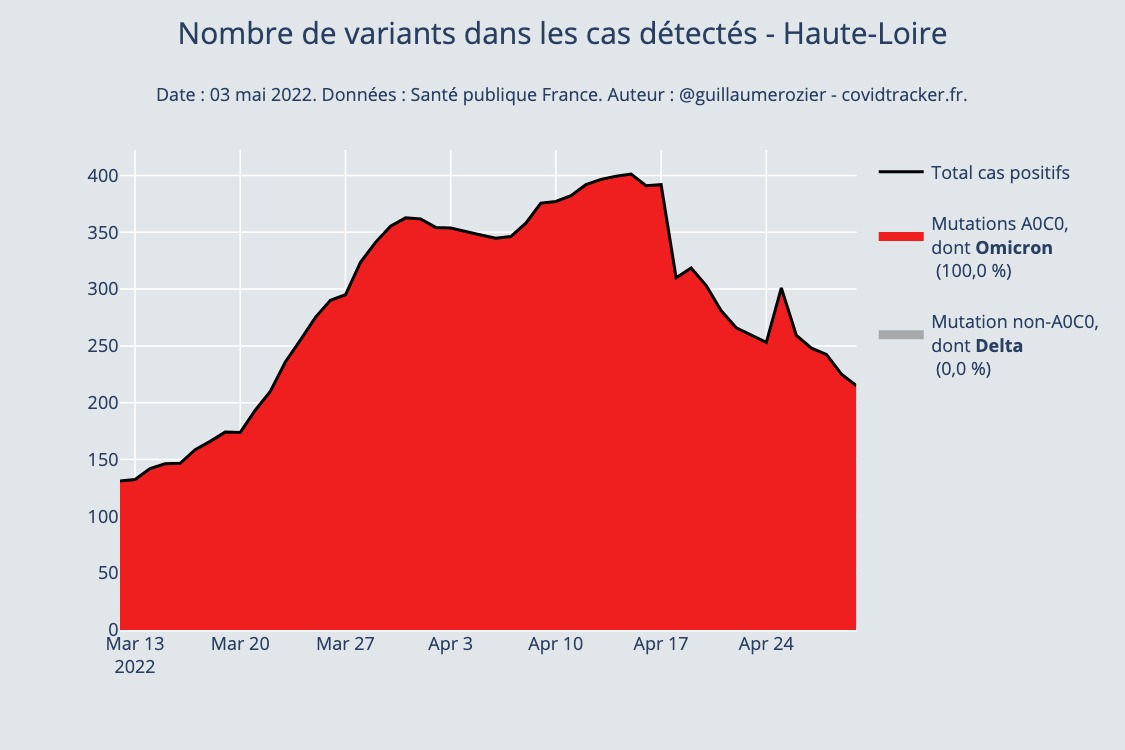 Nombre de variants dans les cas détectés - Haute-Loire
Date : 03 mai 2022. Données : Santé publique France. Auteur : @guillaumerozier - covidtracker.fr.
400
350
300
250
200
150
100
50
0
Mar 13
2022
Mar 20
Mar 27
Apr 3
Apr 10
Apr 17
Apr 24
Total cas positifs
Mutations A0C0,
dont Omicron
(100,0 %)
Mutation non-A0C0,
dont Delta
(0,0 %)